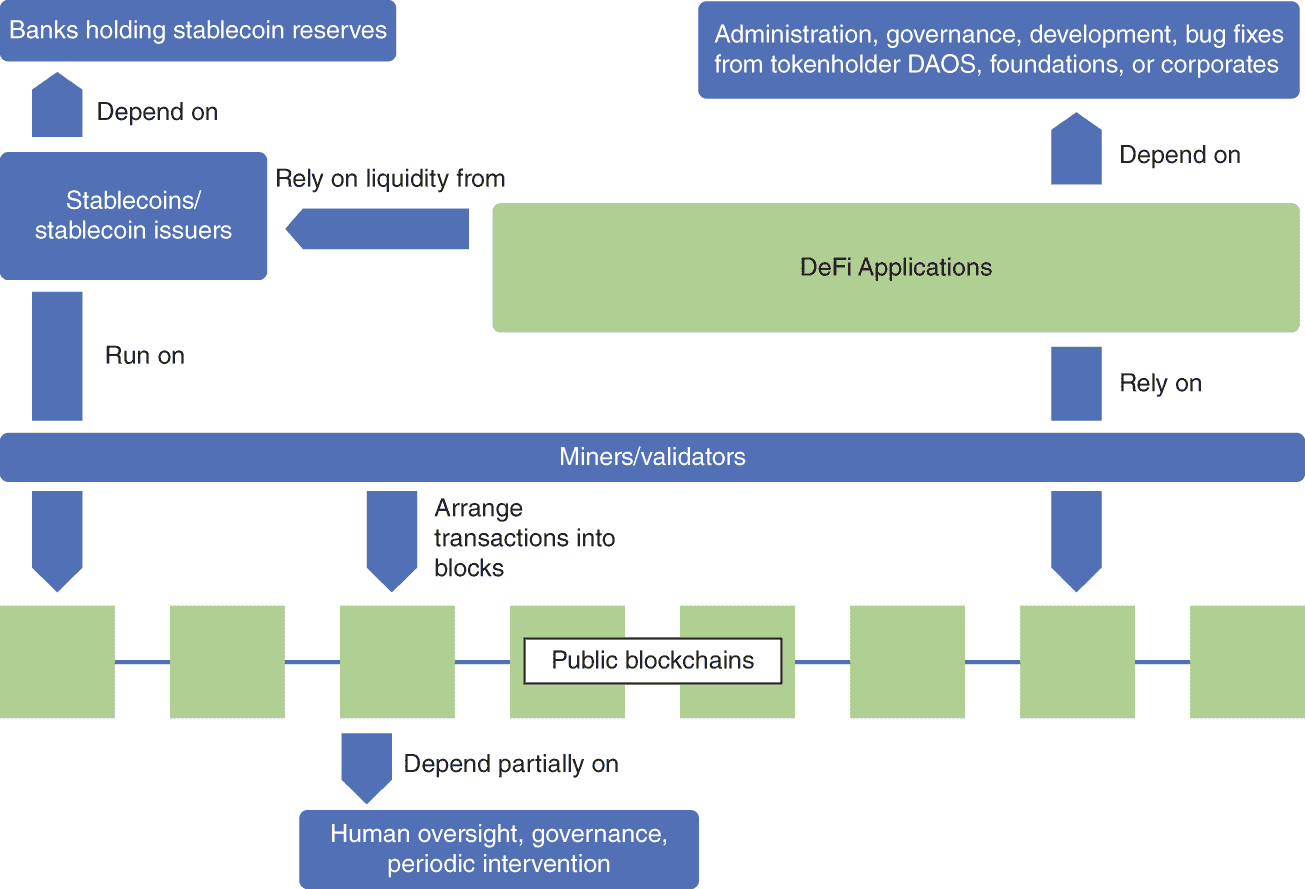 Banks holding stablecoin reserves
Administration, governance, development, bug fixes
from tokenholder DAOS, foundations, or corporates
Depend on
Depend on
Stablecoins/
stablecoin issuers
Rely on liquidity from
DeFi Applications
Run on
Rely on
Miners/validators
Arrange
transactions into
blocks
Public blockchains
Depend partially on
Human oversight, governance,
periodic intervention